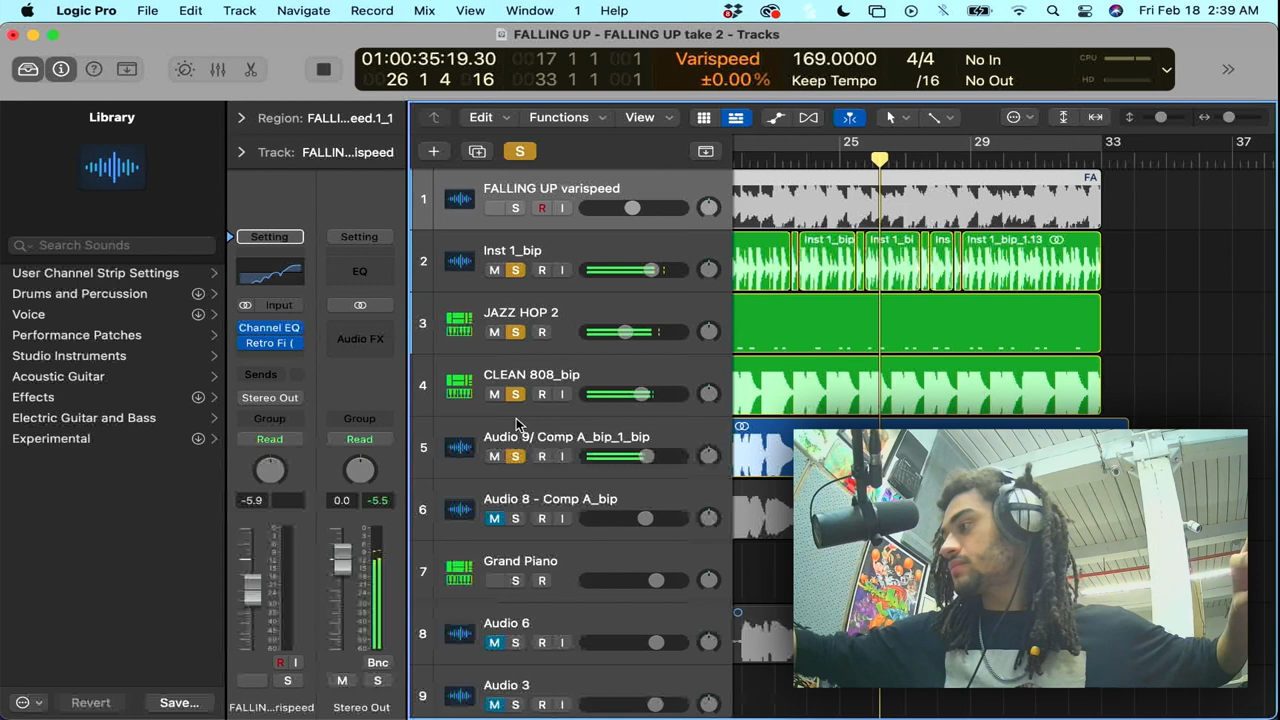 Logic Pro File Edit Track Navigate Record Mix View Window 1 Help Fri Feb 18 2:39 AM
FALLING UP - FALLING UP take 2 - Tracks
01:00:35:19.30 0017 1 1 001 Varispeed 169.0000 4/4 No In CPU
26 1 4 016 0033 1 1 001 ±0.00% Keep Tempo /16 No Out HD
Library
Region: FALLI...eed.1_1
Track: FALLIN...ispeed
Edit Functions View
S
25 29 33 37
Search Sounds
User Channel Strip Settings
Drums and Percussion
Voice
Performance Patches
Studio Instruments
Acoustic Guitar
Effects
Electric Guitar and Bass
Experimental
Revert Save...
Setting Setting
EQ
Input
Channel EQ
Retro Fi (
Audio FX
Sends
Stereo Out
Group Group
Read Read
-5.9 0.0 -5.5
R I Bnc
S M S
FALLIN...rispeed Stereo Out
1 FALLING UP varispeed
S R I
FA
2 Inst 1_bip
M S R I
Inst 1_bip Inst 1_bi Ins Inst 1_bip_1.13
3 JAZZ HOP 2
M S R
4 CLEAN 808_bip
M S R I
5 Audio 9/ Comp A_bip_1_bip
M S R I
6 Audio 8 - Comp A_bip
M S R I
7 Grand Piano
S R
8 Audio 6
M S R I
9 Audio 3
M S R I